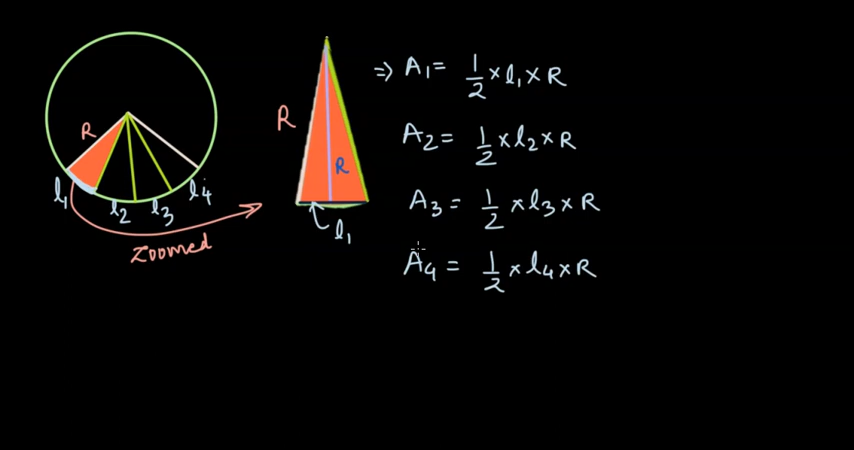 R
l₁
l₂
l₃
l₄
Zoomed
R
R
l₁
⇒ A₁ = 1/2 × l₁ × R
A₂ = 1/2 × l₂ × R
A₃ = 1/2 × l₃ × R
A₄ = 1/2 × l₄ × R